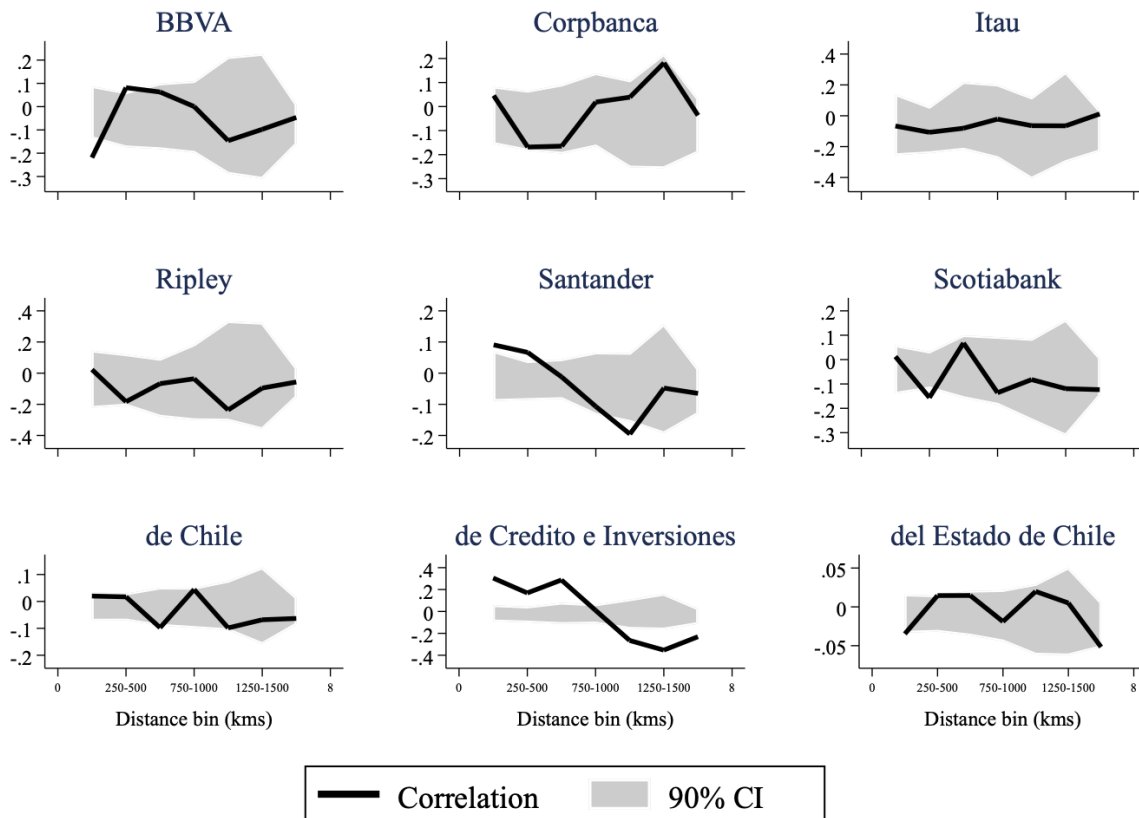 BBVA
.2
.1
0
-.1
-.2
-.3
Corpbanca
.2
.1
0
-.1
-.2
-.3
Itau
.4
.2
0
-.2
-.4
Ripley
.4
.2
0
-.2
-.4
Santander
.2
.1
0
-.1
-.2
Scotiabank
.2
.1
0
-.1
-.2
-.3
de Chile
.1
0
-.1
-.2
0 250-500 750-1000 1250-1500 8
Distance bin (kms)
de Credito e Inversiones
.4
.2
0
-.2
-.4
0 250-500 750-1000 1250-1500 8
Distance bin (kms)
del Estado de Chile
.05
0
-.05
0 250-500 750-1000 1250-1500 8
Distance bin (kms)
Correlation 90% CI